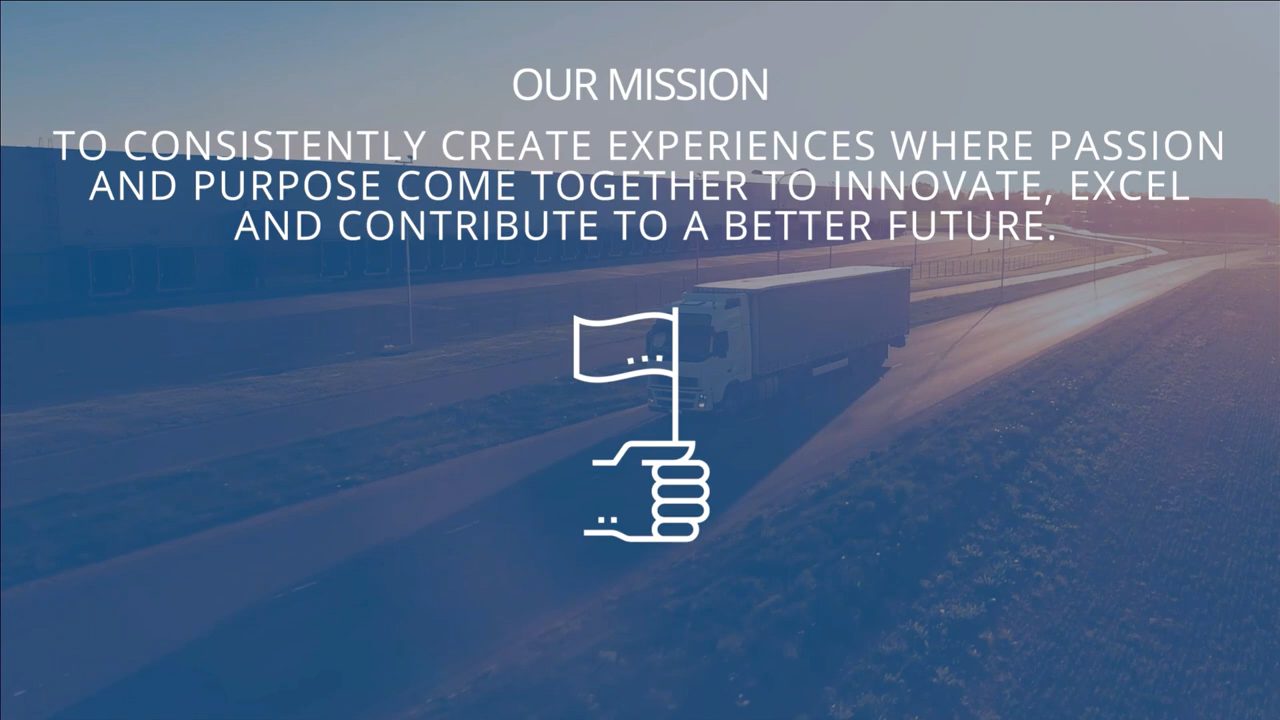 OUR MISSION
TO CONSISTENTLY CREATE EXPERIENCES WHERE PASSION
AND PURPOSE COME TOGETHER TO INNOVATE, EXCEL
AND CONTRIBUTE TO A BETTER FUTURE.